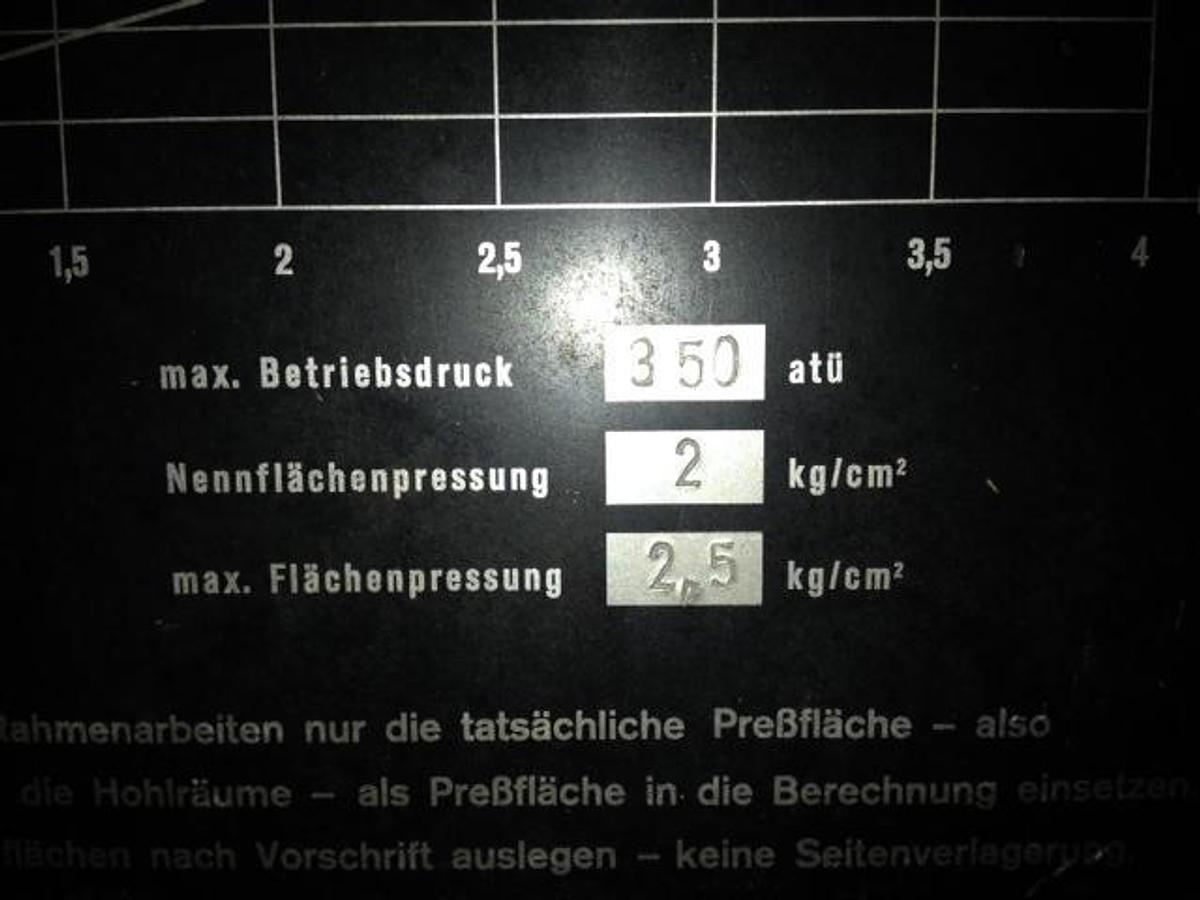 1,5 2 2,5 3 3,5 4
max. Betriebsdruck 350 atü
Nennflächenpressung 2 kg/cm²
max. Flächenpressung 2,5 kg/cm²
Rahmenarbeiten nur die tatsächliche Preßfläche – also
die Hohlräume – als Preßfläche in die Berechnung einsetzen.
flächen nach Vorschrift auslegen – keine Seitenverlagerung.